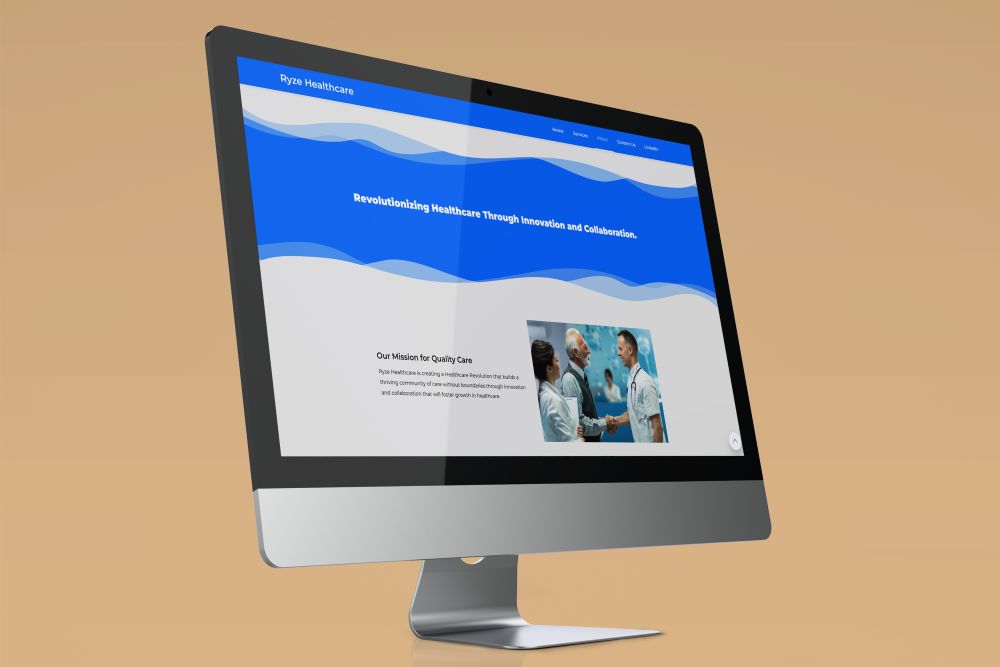 Ryze Healthcare
Home Services About Contact Us LinkedIn
Revolutionizing Healthcare Through Innovation and Collaboration.
Our Mission for Quality Care
Ryze Healthcare is creating a Healthcare Revolution that builds a
thriving community of care without boundaries through innovation
and collaboration that will foster growth in healthcare.